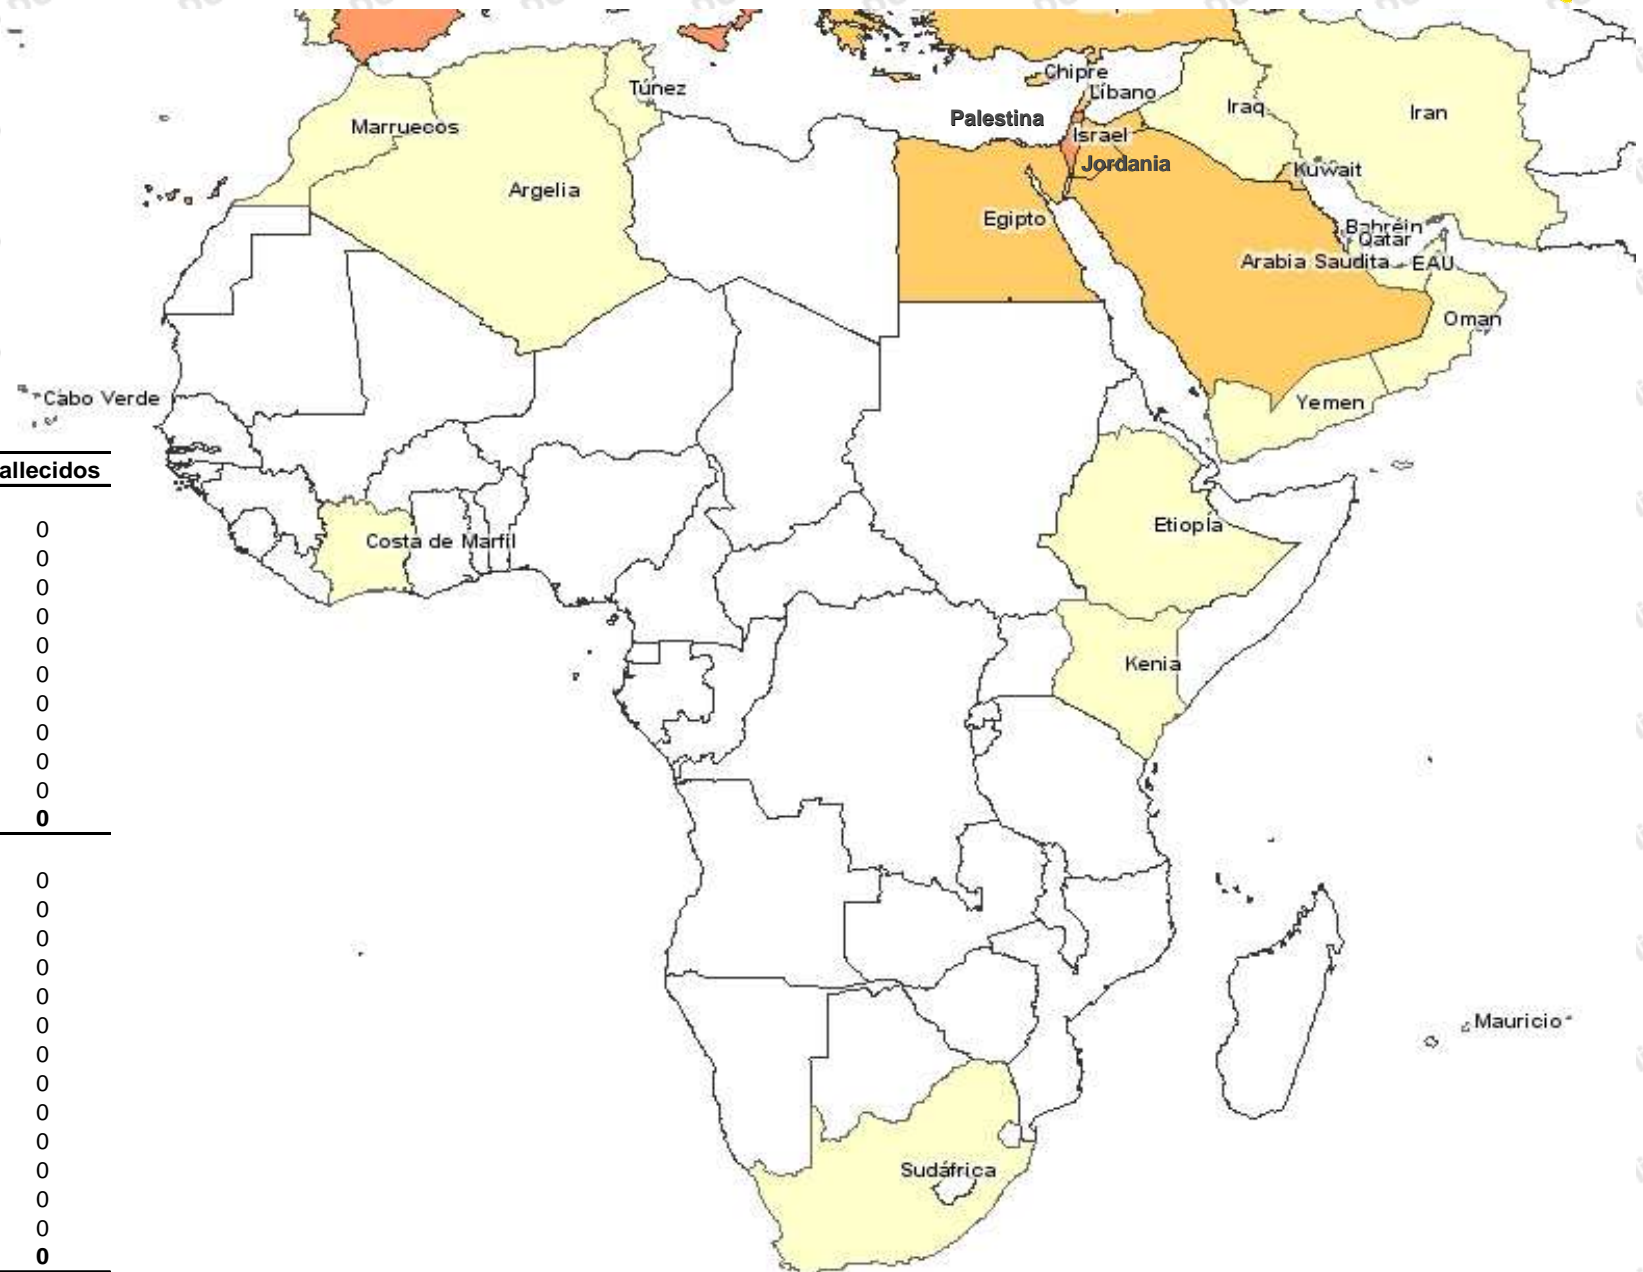 Chipre
Túnez
Líbano
Iraq
Iran
Palestina
Marruecos
Israel
Jordania
Kuwait
Argelia
Egipto
Bahréin
Qatar
Arabia Saudita
EAU
Oman
Cabo Verde
Yemen
allecidos
Etiopía
0
Costa de Marfil
0
0
0
0
0
Kenia
0
0
0
0
0
0
0
0
0
0
0
Mauricio
0
0
0
0
0
Sudáfrica
0
0
0
0